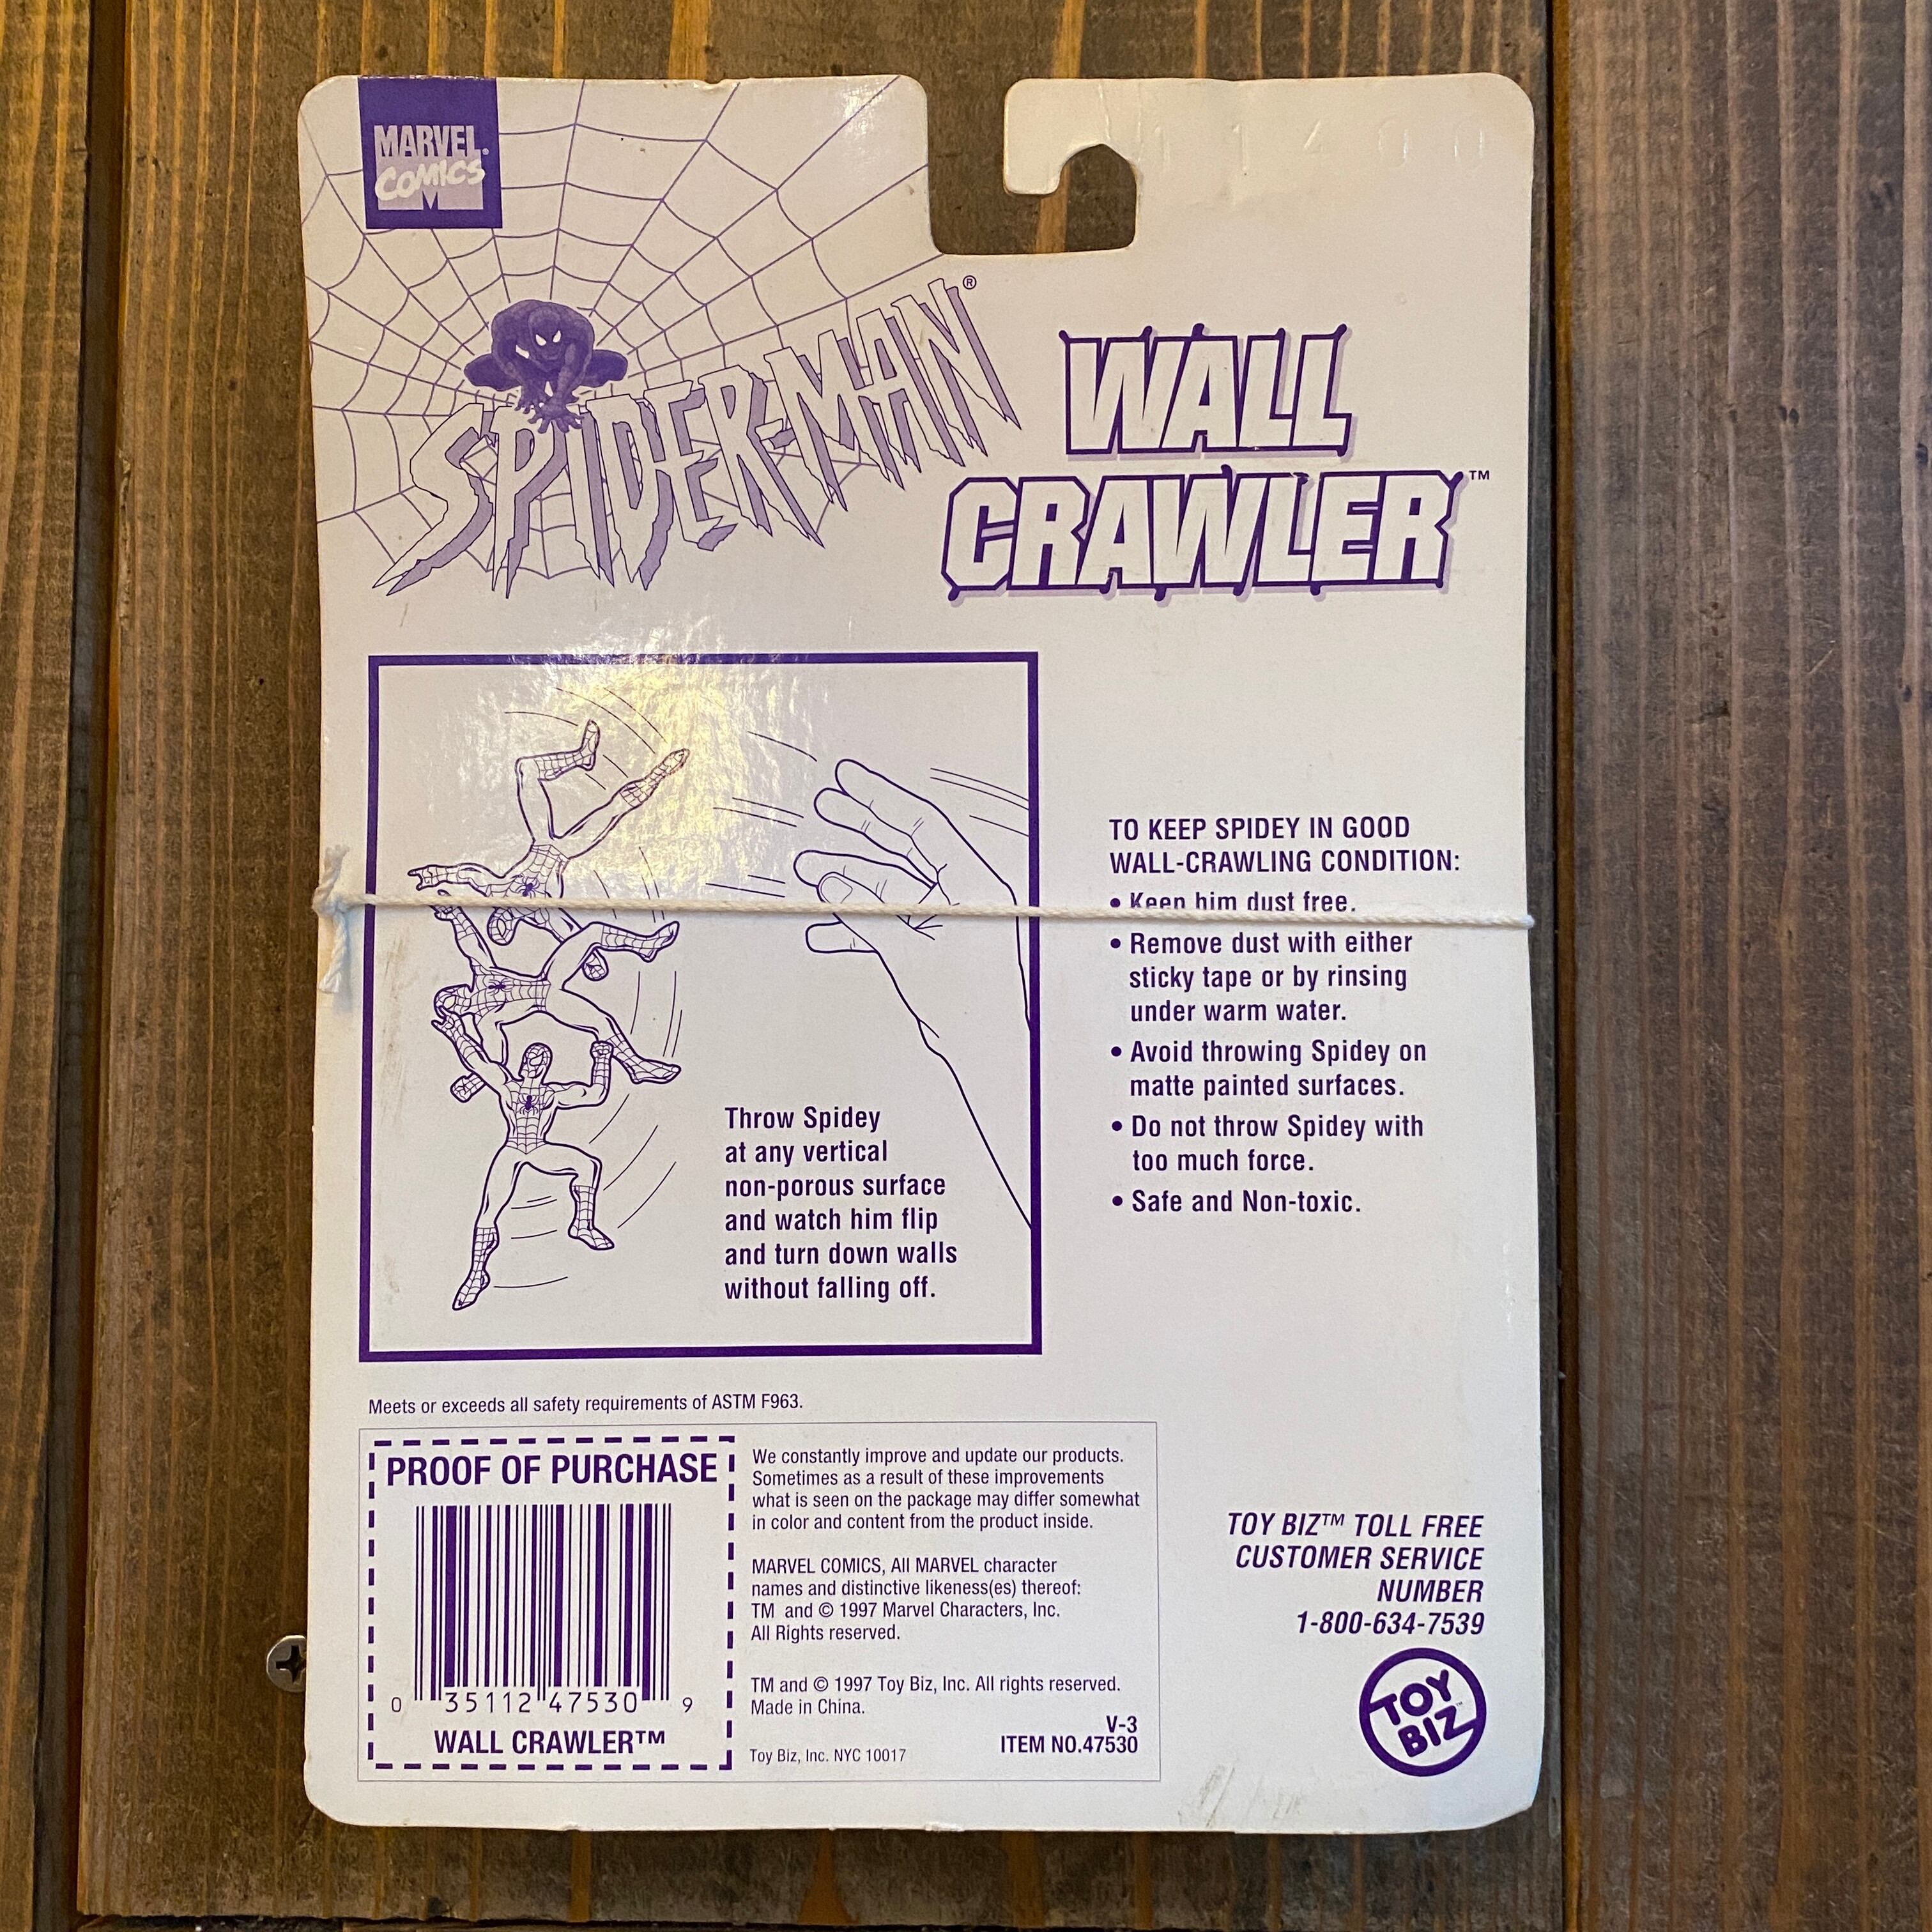 MARVEL®
COMICS
SPIDER-MAN®
WALL
CRAWLER™
TO KEEP SPIDEY IN GOOD
WALL-CRAWLING CONDITION:
• Keep him dust free.
• Remove dust with either
sticky tape or by rinsing
under warm water.
• Avoid throwing Spidey on
matte painted surfaces.
• Do not throw Spidey with
too much force.
• Safe and Non-toxic.
Throw Spidey
at any vertical
non-porous surface
and watch him flip
and turn down walls
without falling off.
Meets or exceeds all safety requirements of ASTM F963.
PROOF OF PURCHASE
0 35112 47530 9
WALL CRAWLER™
We constantly improve and update our products.
Sometimes as a result of these improvements
what is seen on the package may differ somewhat
in color and content from the product inside.
MARVEL COMICS, All MARVEL character
names and distinctive likeness(es) thereof:
TM and © 1997 Marvel Characters, Inc.
All Rights reserved.
TM and © 1997 Toy Biz, Inc. All rights reserved.
Made in China.
V-3
Toy Biz, Inc. NYC 10017
ITEM NO.47530
TOY BIZ™ TOLL FREE
CUSTOMER SERVICE
NUMBER
1-800-634-7539
TOY
BIZ™